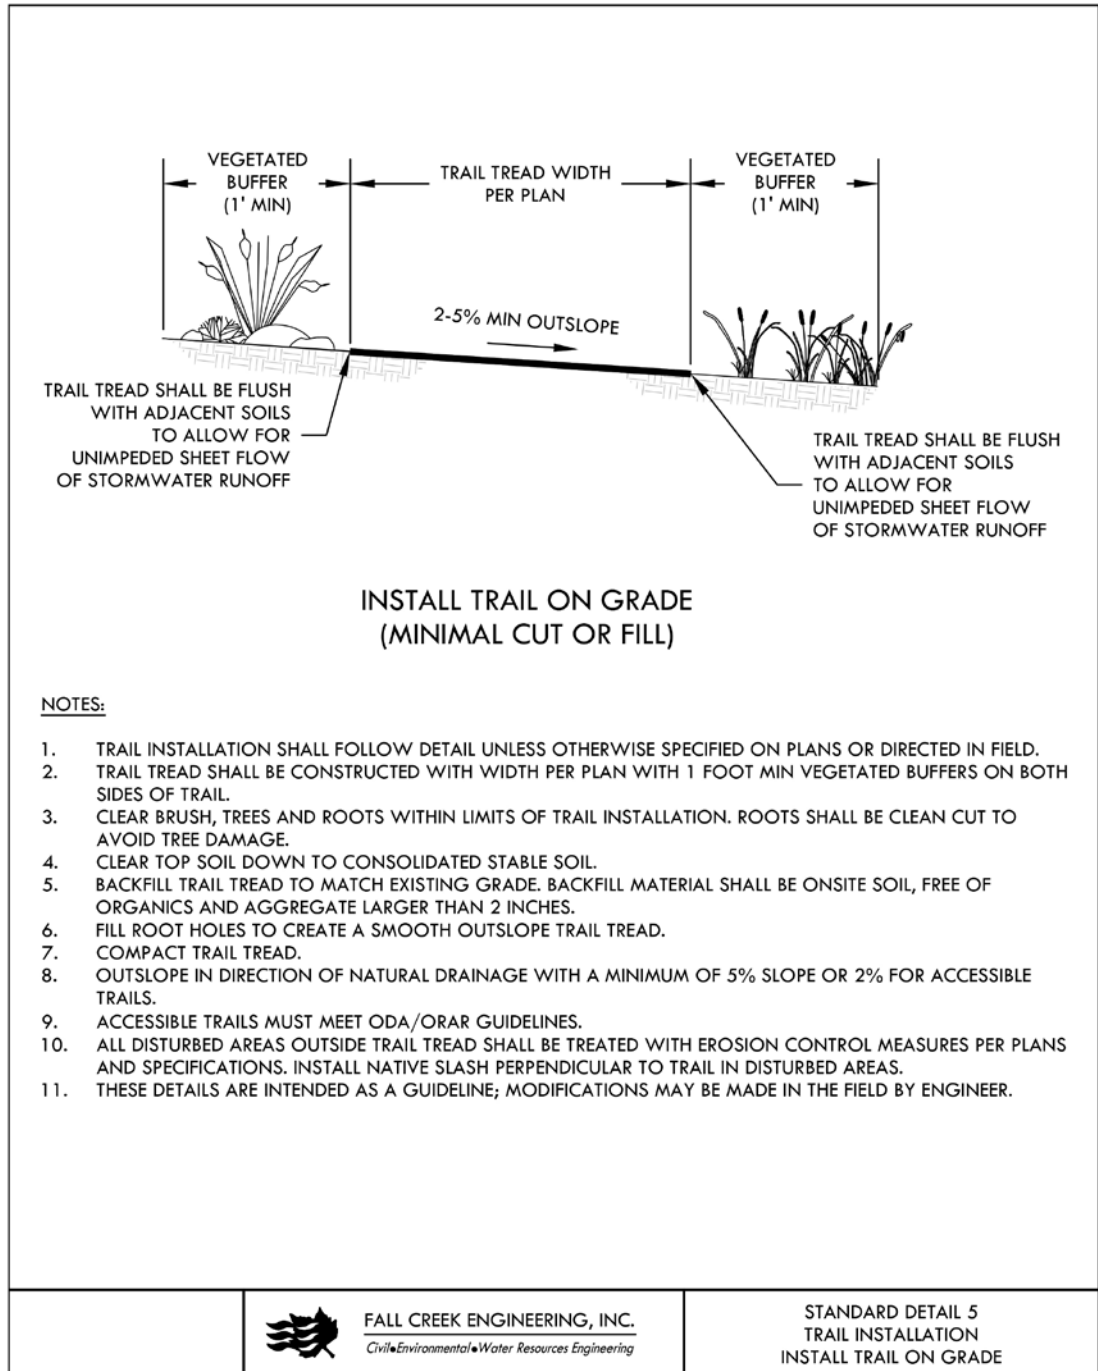 VEGETATED
BUFFER
(1' MIN)
TRAIL TREAD WIDTH
PER PLAN
VEGETATED
BUFFER
(1' MIN)
2-5% MIN OUTSLOPE
TRAIL TREAD SHALL BE FLUSH
WITH ADJACENT SOILS
TO ALLOW FOR
UNIMPEDED SHEET FLOW
OF STORMWATER RUNOFF
TRAIL TREAD SHALL BE FLUSH
WITH ADJACENT SOILS
TO ALLOW FOR
UNIMPEDED SHEET FLOW
OF STORMWATER RUNOFF
INSTALL TRAIL ON GRADE
(MINIMAL CUT OR FILL)
NOTES:
1. TRAIL INSTALLATION SHALL FOLLOW DETAIL UNLESS OTHERWISE SPECIFIED ON PLANS OR DIRECTED IN FIELD.
2. TRAIL TREAD SHALL BE CONSTRUCTED WITH WIDTH PER PLAN WITH 1 FOOT MIN VEGETATED BUFFERS ON BOTH
SIDES OF TRAIL.
3. CLEAR BRUSH, TREES AND ROOTS WITHIN LIMITS OF TRAIL INSTALLATION. ROOTS SHALL BE CLEAN CUT TO
AVOID TREE DAMAGE.
4. CLEAR TOP SOIL DOWN TO CONSOLIDATED STABLE SOIL.
5. BACKFILL TRAIL TREAD TO MATCH EXISTING GRADE. BACKFILL MATERIAL SHALL BE ONSITE SOIL, FREE OF
ORGANICS AND AGGREGATE LARGER THAN 2 INCHES.
6. FILL ROOT HOLES TO CREATE A SMOOTH OUTSLOPE TRAIL TREAD.
7. COMPACT TRAIL TREAD.
8. OUTSLOPE IN DIRECTION OF NATURAL DRAINAGE WITH A MINIMUM OF 5% SLOPE OR 2% FOR ACCESSIBLE
TRAILS.
9. ACCESSIBLE TRAILS MUST MEET ODA/ORAR GUIDELINES.
10. ALL DISTURBED AREAS OUTSIDE TRAIL TREAD SHALL BE TREATED WITH EROSION CONTROL MEASURES PER PLANS
AND SPECIFICATIONS. INSTALL NATIVE SLASH PERPENDICULAR TO TRAIL IN DISTURBED AREAS.
11. THESE DETAILS ARE INTENDED AS A GUIDELINE; MODIFICATIONS MAY BE MADE IN THE FIELD BY ENGINEER.
FALL CREEK ENGINEERING, INC.
Civil•Environmental•Water Resources Engineering
STANDARD DETAIL 5
TRAIL INSTALLATION
INSTALL TRAIL ON GRADE